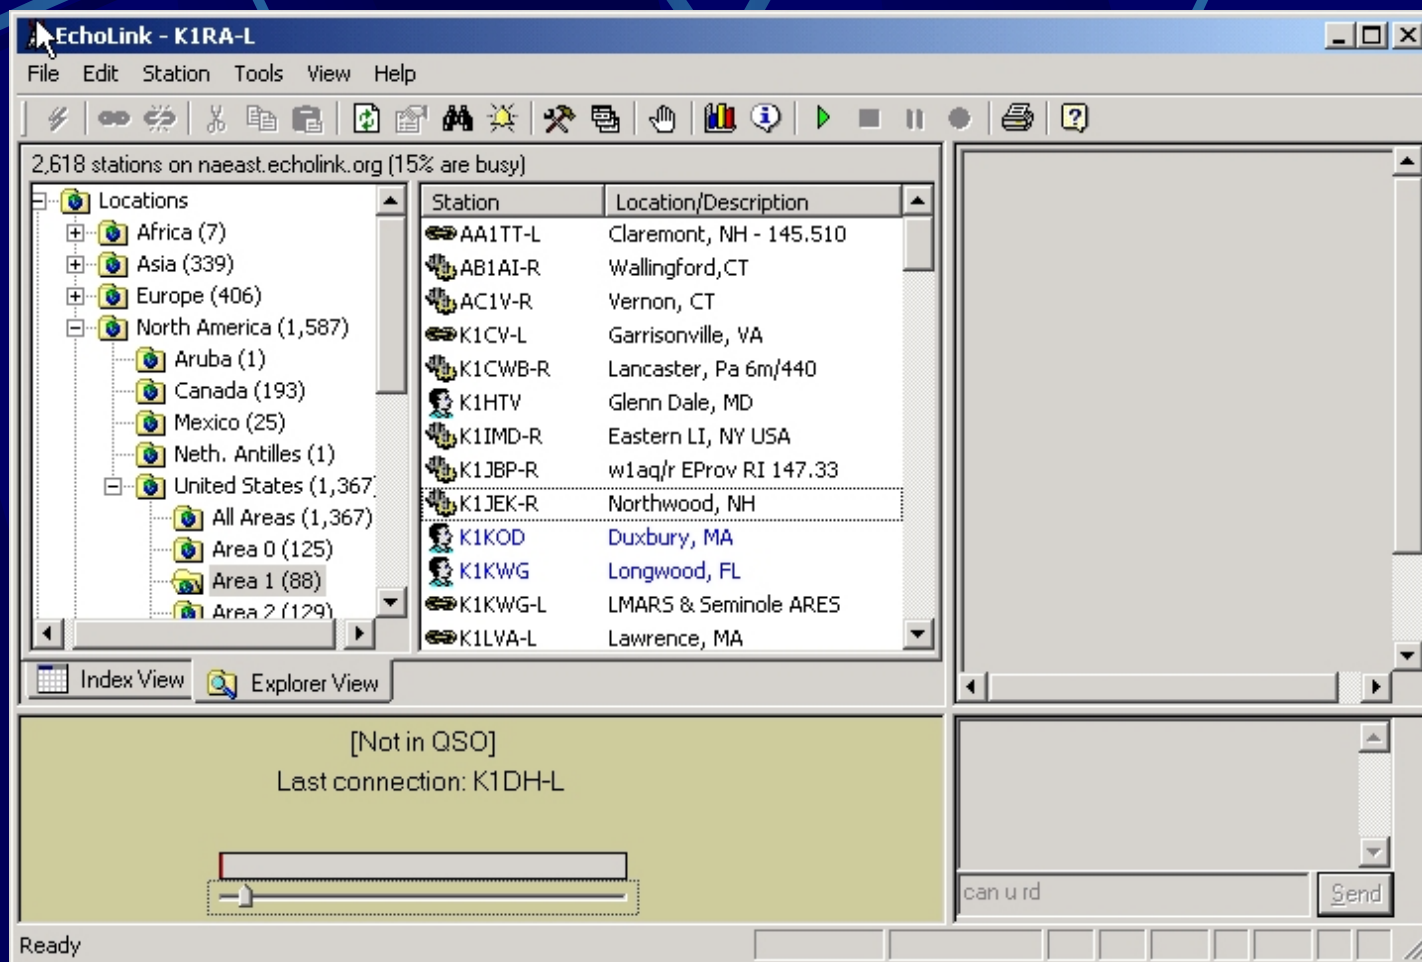 EchoLink - K1RA-L
File Edit Station Tools View Help
2,618 stations on naeast.echolink.org (15% are busy)
Locations
Africa (7)
Asia (339)
Europe (406)
North America (1,587)
Aruba (1)
Canada (193)
Mexico (25)
Neth. Antilles (1)
United States (1,367
All Areas (1,367)
Area 0 (125)
Area 1 (88)
Area 2 (129)
Station Location/Description
AA1TT-L Claremont, NH - 145.510
AB1AI-R Wallingford,CT
AC1V-R Vernon, CT
K1CV-L Garrisonville, VA
K1CWB-R Lancaster, Pa 6m/440
K1HTV Glenn Dale, MD
K1IMD-R Eastern LI, NY USA
K1JBP-R w1aq/r EProv RI 147.33
K1JEK-R Northwood, NH
K1KOD Duxbury, MA
K1KWG Longwood, FL
K1KWG-L LMARS & Seminole ARES
K1LVA-L Lawrence, MA
Index View Explorer View
[Not in QSO]
Last connection: K1DH-L
can u rd
Send
Ready